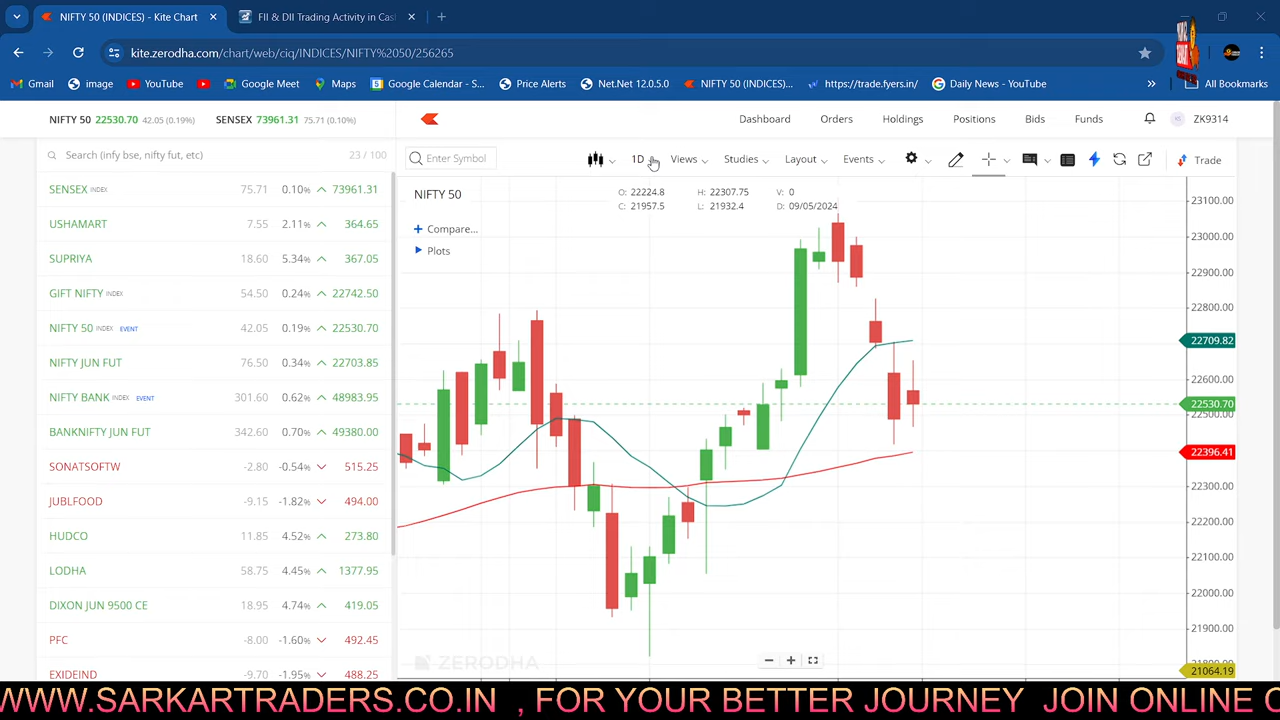 NIFTY 50 (INDICES) - Kite Chart
FII & DII Trading Activity in Cas
kite.zerodha.com/chart/web/ciq/INDICES/NIFTY%2050/256265
Gmail image YouTube Google Meet Maps Google Calendar - S... Price Alerts Net.Net 12.0.5.0 NIFTY 50 (INDICES)... https://trade.fyers.in/ Daily News - YouTube All Bookmarks
NIFTY 50 22530.70 42.05 (0.19%) SENSEX 73961.31 75.71 (0.10%)
Dashboard Orders Holdings Positions Bids Funds ZK9314
Search (infy bse, nifty fut, etc) 23 / 100
Enter Symbol 1D Views Studies Layout Events Trade
SENSEX INDEX 75.71 0.10% 73961.31
USHAMART 7.55 2.11% 364.65
SUPRIYA 18.60 5.34% 367.05
GIFT NIFTY INDEX 54.50 0.24% 22742.50
NIFTY 50 INDEX EVENT 42.05 0.19% 22530.70
NIFTY JUN FUT 76.50 0.34% 22703.85
NIFTY BANK INDEX EVENT 301.60 0.62% 48983.95
BANKNIFTY JUN FUT 342.60 0.70% 49380.00
SONATSOFTW -2.80 -0.54% 515.25
JUBLFOOD -9.15 -1.82% 494.00
HUDCO 11.85 4.52% 273.80
LODHA 58.75 4.45% 1377.95
DIXON JUN 9500 CE 18.95 4.74% 419.05
PFC -8.00 -1.60% 492.45
EXIDEIND -9.70 -1.95% 488.25
NIFTY 50
O: 22224.8 H: 22307.75 V: 0
C: 21957.5 L: 21932.4 D: 09/05/2024
Compare...
Plots
23100.00
23000.00
22900.00
22800.00
22709.82
22600.00
22530.70
22500.00
22396.41
22300.00
22200.00
22100.00
22000.00
21900.00
21800.00
21064.19
ZERODHA
WWW.SARKARTRADERS.CO.IN , FOR YOUR BETTER JOURNEY JOIN ONLINE